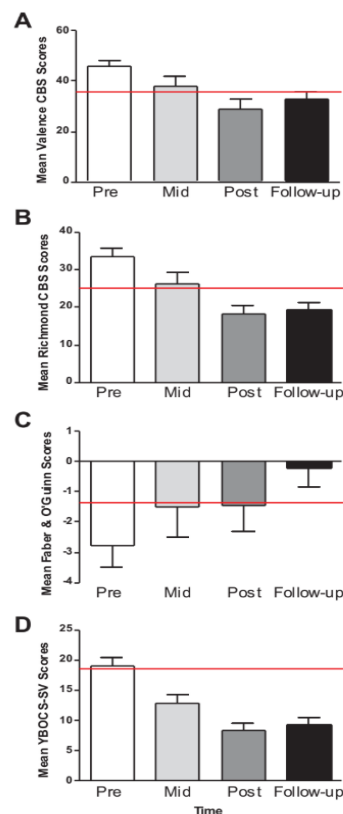 A
Mean Valence CBS Scores
60
40
20
0
Pre Mid Post Follow-up
B
Mean Richmond CBS Scores
40
30
20
10
0
Pre Mid Post Follow-up
C
Mean Faber & O'Guinn Scores
1
0
-1
-2
-3
-4
Pre Mid Post Follow-up
D
Mean YBOCS-SV Scores
25
20
15
10
5
0
Pre Mid Post Follow-up
Time